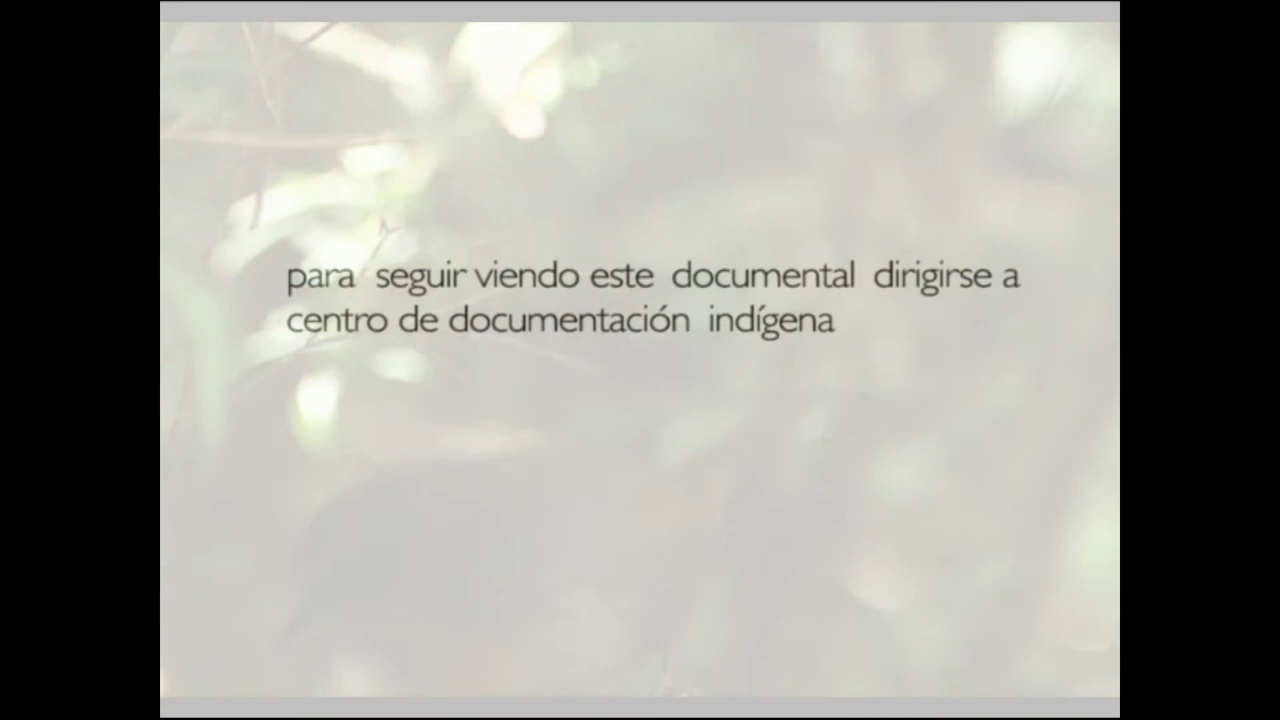 para seguir viendo este documental dirigirse a
centro de documentación indígena